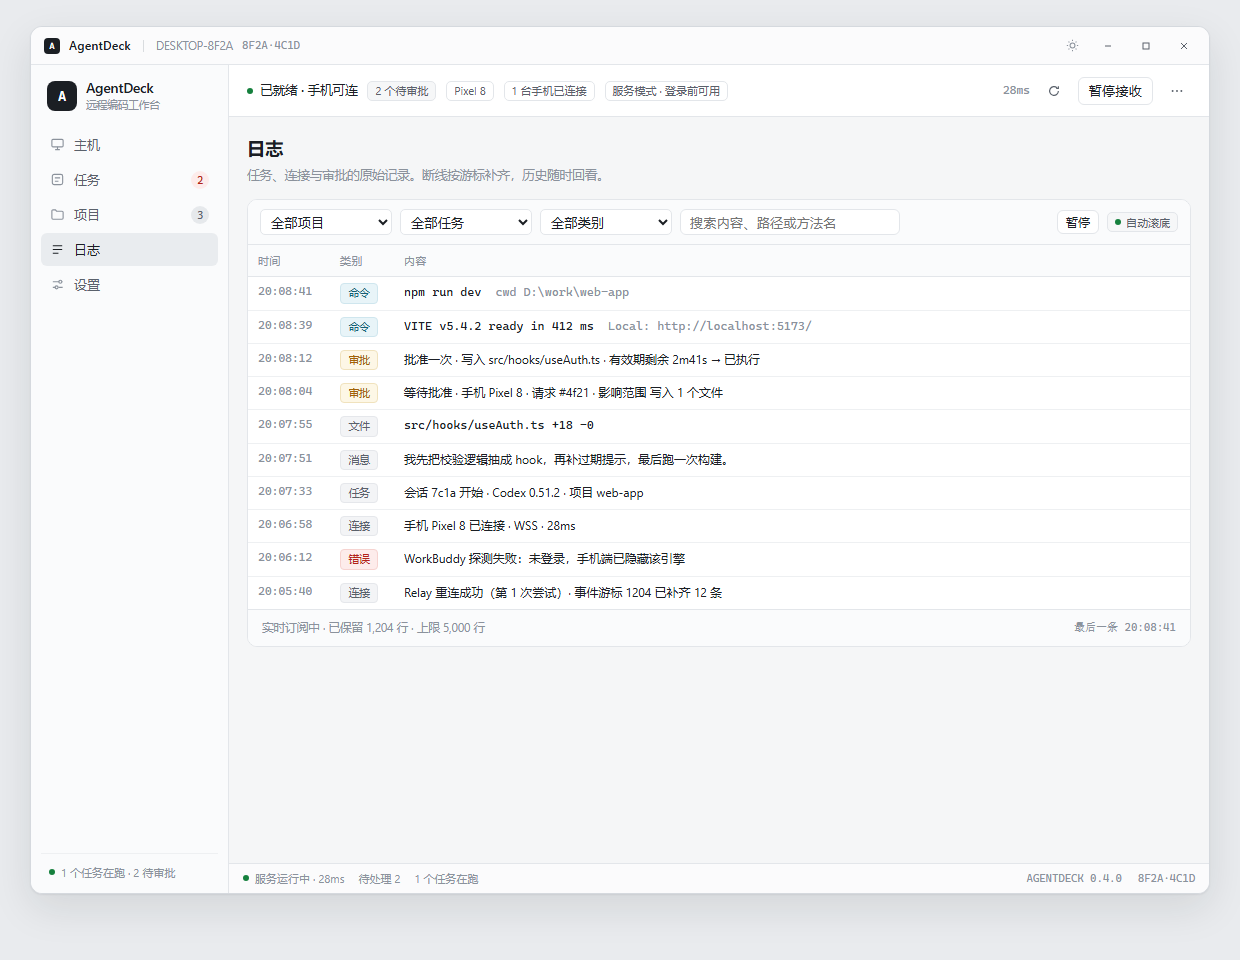 A AgentDeck DESKTOP-8F2A 8F2A·4C1D
A AgentDeck
远程编码工作台
主机
任务 2
项目 3
日志
设置
1 个任务在跑 · 2 待审批
已就绪 · 手机可连 2 个待审批 Pixel 8 1 台手机已连接 服务模式 · 登录前可用 28ms 暂停接收 ···
日志
任务、连接与审批的原始记录。断线按游标补齐，历史随时回看。
全部项目 全部任务 全部类别 搜索内容、路径或方法名 暂停 自动滚底
时间 类别 内容
20:08:41 命令 npm run dev cwd D:\work\web-app
20:08:39 命令 VITE v5.4.2 ready in 412 ms Local: http://localhost:5173/
20:08:12 审批 批准一次 · 写入 src/hooks/useAuth.ts · 有效期剩余 2m41s → 已执行
20:08:04 审批 等待批准 · 手机 Pixel 8 · 请求 #4f21 · 影响范围 写入 1 个文件
20:07:55 文件 src/hooks/useAuth.ts +18 −0
20:07:51 消息 我先把校验逻辑抽成 hook，再补过期提示，最后跑一次构建。
20:07:33 任务 会话 7c1a 开始 · Codex 0.51.2 · 项目 web-app
20:06:58 连接 手机 Pixel 8 已连接 · WSS · 28ms
20:06:12 错误 WorkBuddy 探测失败：未登录，手机端已隐藏该引擎
20:05:40 连接 Relay 重连成功（第 1 次尝试）· 事件游标 1204 已补齐 12 条
实时订阅中 · 已保留 1,204 行 · 上限 5,000 行 最后一条 20:08:41
服务运行中 · 28ms 待处理 2 1 个任务在跑 AGENTDECK 0.4.0 8F2A·4C1D